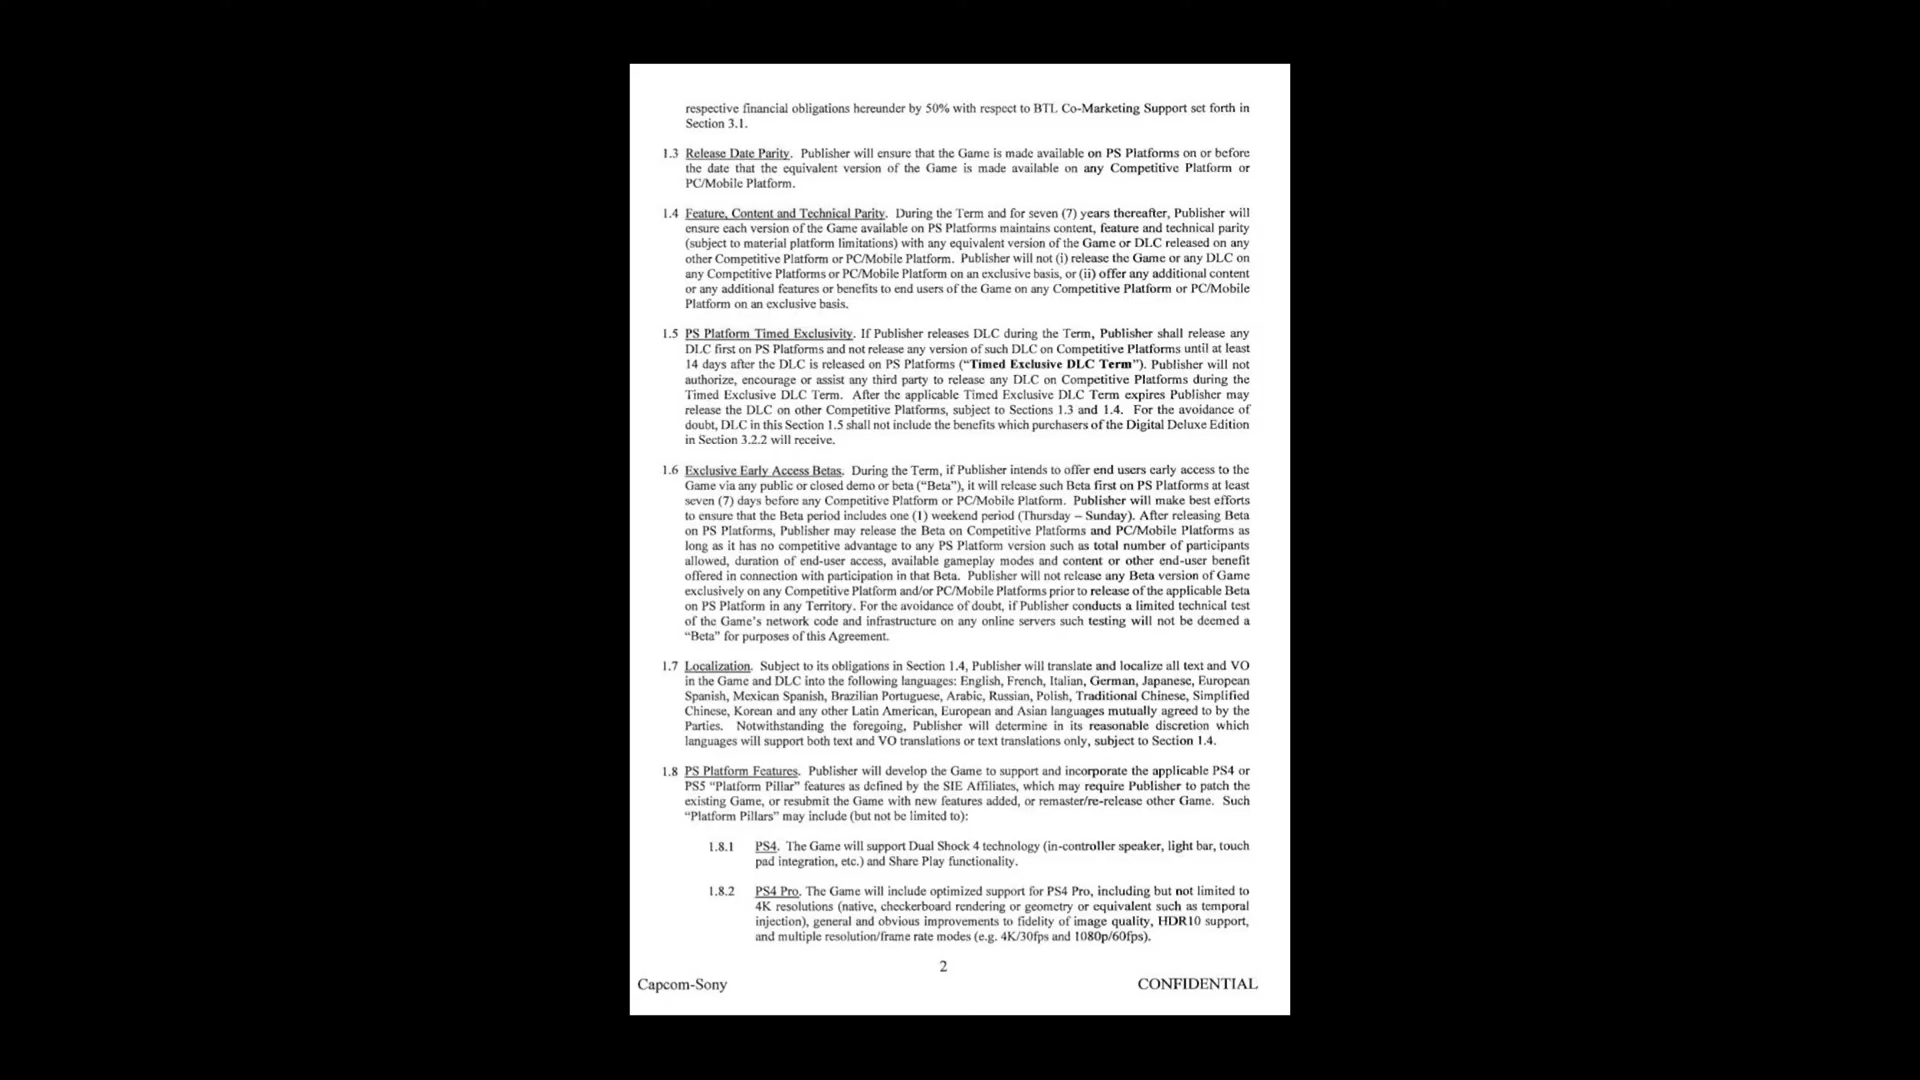 respective financial obligations hereunder by 50% with respect to BTL Co-Marketing Support set forth in
Section 3.1.
1.3 Release Date Parity. Publisher will ensure that the Game is made available on PS Platforms on or before
the date that the equivalent version of the Game is made available on any Competitive Platform or
PC/Mobile Platform.
1.4 Feature, Content and Technical Parity. During the Term and for seven (7) years thereafter, Publisher will
ensure each version of the Game available on PS Platforms maintains content, feature and technical parity
(subject to material platform limitations) with any equivalent version of the Game or DLC released on any
other Competitive Platform or PC/Mobile Platform. Publisher will not (i) release the Game or any DLC on
any Competitive Platforms or PC/Mobile Platform on an exclusive basis, or (ii) offer any additional content
or any additional features or benefits to end users of the Game on any Competitive Platform or PC/Mobile
Platform on an exclusive basis.
1.5 PS Platform Timed Exclusivity. If Publisher releases DLC during the Term, Publisher shall release any
DLC first on PS Platforms and not release any version of such DLC on Competitive Platforms until at least
14 days after the DLC is released on PS Platforms (“Timed Exclusive DLC Term”). Publisher will not
authorize, encourage or assist any third party to release any DLC on Competitive Platforms during the
Timed Exclusive DLC Term. After the applicable Timed Exclusive DLC Term expires Publisher may
release the DLC on other Competitive Platforms, subject to Sections 1.3 and 1.4. For the avoidance of
doubt, DLC in this Section 1.5 shall not include the benefits which purchasers of the Digital Deluxe Edition
in Section 3.2.2 will receive.
1.6 Exclusive Early Access Betas. During the Term, if Publisher intends to offer end users early access to the
Game via any public or closed demo or beta (“Beta”), it will release such Beta first on PS Platforms at least
seven (7) days before any Competitive Platform or PC/Mobile Platform. Publisher will make best efforts
to ensure that the Beta period includes one (1) weekend period (Thursday – Sunday). After releasing Beta
on PS Platforms, Publisher may release the Beta on Competitive Platforms and PC/Mobile Platforms as
long as it has no competitive advantage to any PS Platform version such as total number of participants
allowed, duration of end-user access, available gameplay modes and content or other end-user benefit
offered in connection with participation in that Beta. Publisher will not release any Beta version of Game
exclusively on any Competitive Platform and/or PC/Mobile Platforms prior to release of the applicable Beta
on PS Platform in any Territory. For the avoidance of doubt, if Publisher conducts a limited technical test
of the Game’s network code and infrastructure on any online servers such testing will not be deemed a
“Beta” for purposes of this Agreement.
1.7 Localization. Subject to its obligations in Section 1.4, Publisher will translate and localize all text and VO
in the Game and DLC into the following languages: English, French, Italian, German, Japanese, European
Spanish, Mexican Spanish, Brazilian Portuguese, Arabic, Russian, Polish, Traditional Chinese, Simplified
Chinese, Korean and any other Latin American, European and Asian languages mutually agreed to by the
Parties. Notwithstanding the foregoing, Publisher will determine in its reasonable discretion which
languages will support both text and VO translations or text translations only, subject to Section 1.4.
1.8 PS Platform Features. Publisher will develop the Game to support and incorporate the applicable PS4 or
PS5 “Platform Pillar” features as defined by the SIE Affiliates, which may require Publisher to patch the
existing Game, or resubmit the Game with new features added, or remaster/re-release other Game. Such
“Platform Pillars” may include (but not be limited to):
1.8.1 PS4. The Game will support Dual Shock 4 technology (in-controller speaker, light bar, touch
pad integration, etc.) and Share Play functionality.
1.8.2 PS4 Pro. The Game will include optimized support for PS4 Pro, including but not limited to
4K resolutions (native, checkerboard rendering or geometry or equivalent such as temporal
injection), general and obvious improvements to fidelity of image quality, HDR10 support,
and multiple resolution/frame rate modes (e.g. 4K/30fps and 1080p/60fps).
2
Capcom-Sony CONFIDENTIAL